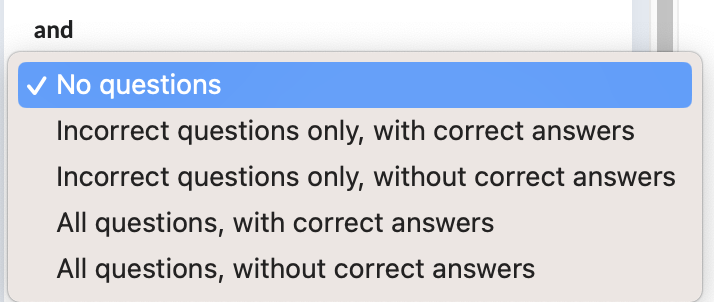 and
No questions
Incorrect questions only, with correct answers
Incorrect questions only, without correct answers
All questions, with correct answers
All questions, without correct answers